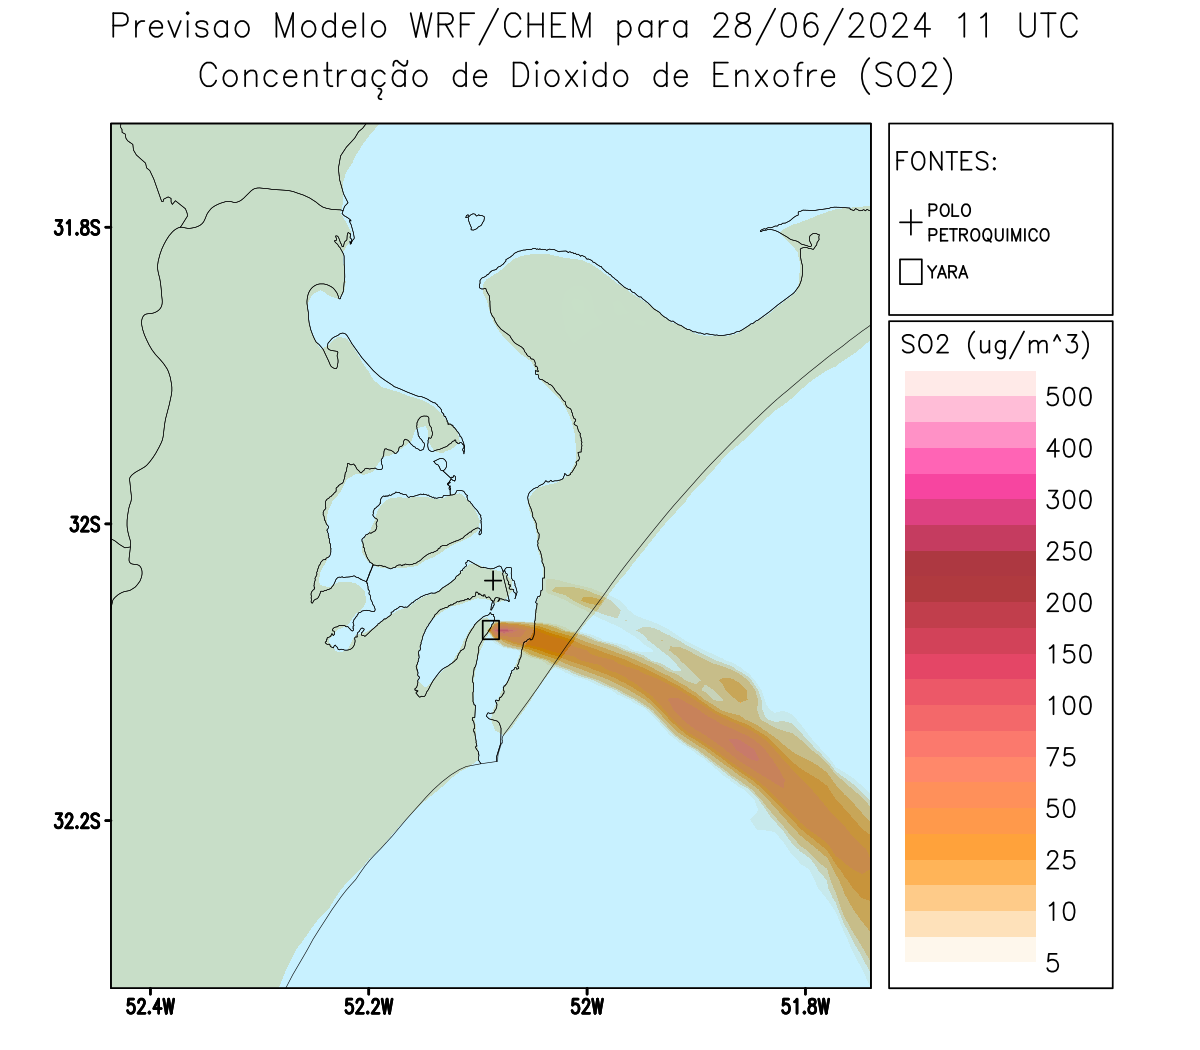 Previsao Modelo WRF/CHEM para 28/06/2024 11 UTC
Concentração de Dioxido de Enxofre (SO2)
FONTES:
POLO
PETROQUIMICO
YARA
31.8S
32S
32.2S
52.4W
52.2W
52W
51.8W
SO2 (ug/m^3)
500
400
300
250
200
150
100
75
50
25
10
5